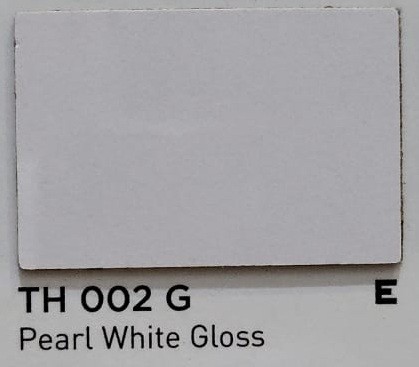 TH 002 G E
Pearl White Gloss